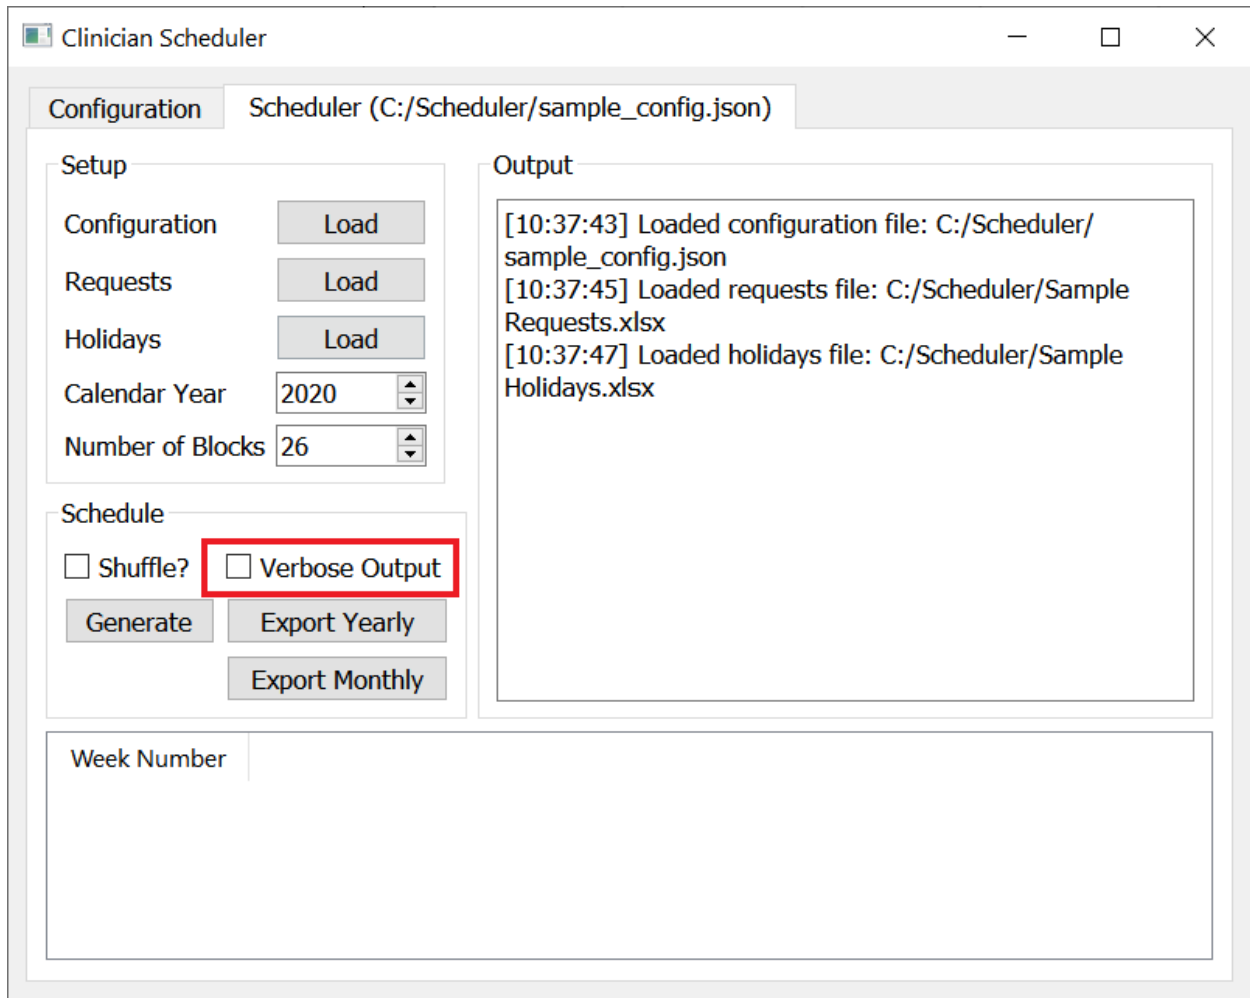 Clinician Scheduler
Configuration
Scheduler (C:/Scheduler/sample_config.json)
Setup
Configuration Load
Requests Load
Holidays Load
Calendar Year 2020
Number of Blocks 26
Output
[10:37:43] Loaded configuration file: C:/Scheduler/
sample_config.json
[10:37:45] Loaded requests file: C:/Scheduler/Sample
Requests.xlsx
[10:37:47] Loaded holidays file: C:/Scheduler/Sample
Holidays.xlsx
Schedule
Shuffle? Verbose Output
Generate Export Yearly
Export Monthly
Week Number